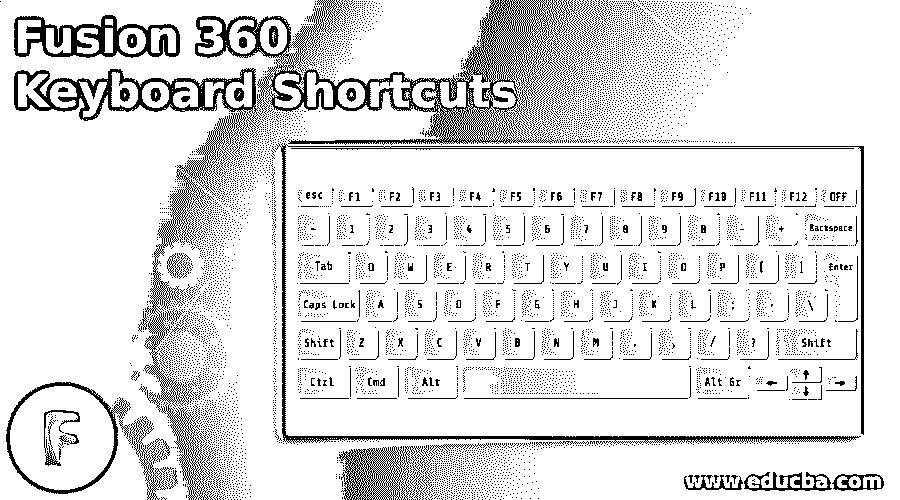 Fusion 360
Keyboard Shortcuts
esc F1 F2 F3 F4 F5 F6 F7 F8 F9 F10 F11 F12 OFF
~ 1 2 3 4 5 6 7 8 9 0 - + Backspace
Tab Q W E R T Y U I O P [ ] Enter
Caps Lock A S D F G H J K L ; \
Shift Z X C V B N M / ? Shift
Ctrl Cmd Alt Alt Gr ← ↑ ↓ →
F
www.educba.com